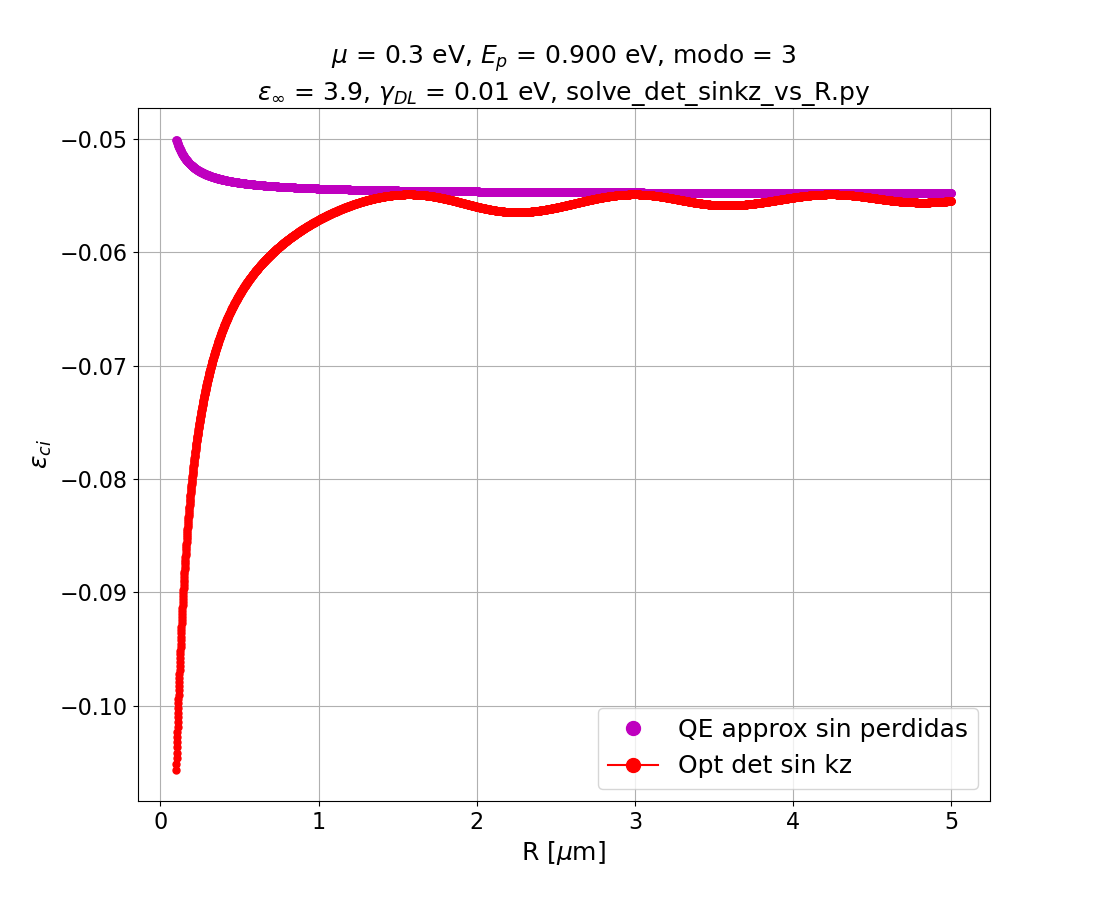 μ = 0.3 eV, E_p = 0.900 eV, modo = 3
ε_∞ = 3.9, γ_DL = 0.01 eV, solve_det_sinkz_vs_R.py
−0.05
−0.06
−0.07
−0.08
−0.09
−0.10
ε_ci
QE approx sin perdidas
Opt det sin kz
0 1 2 3 4 5
R [μm]